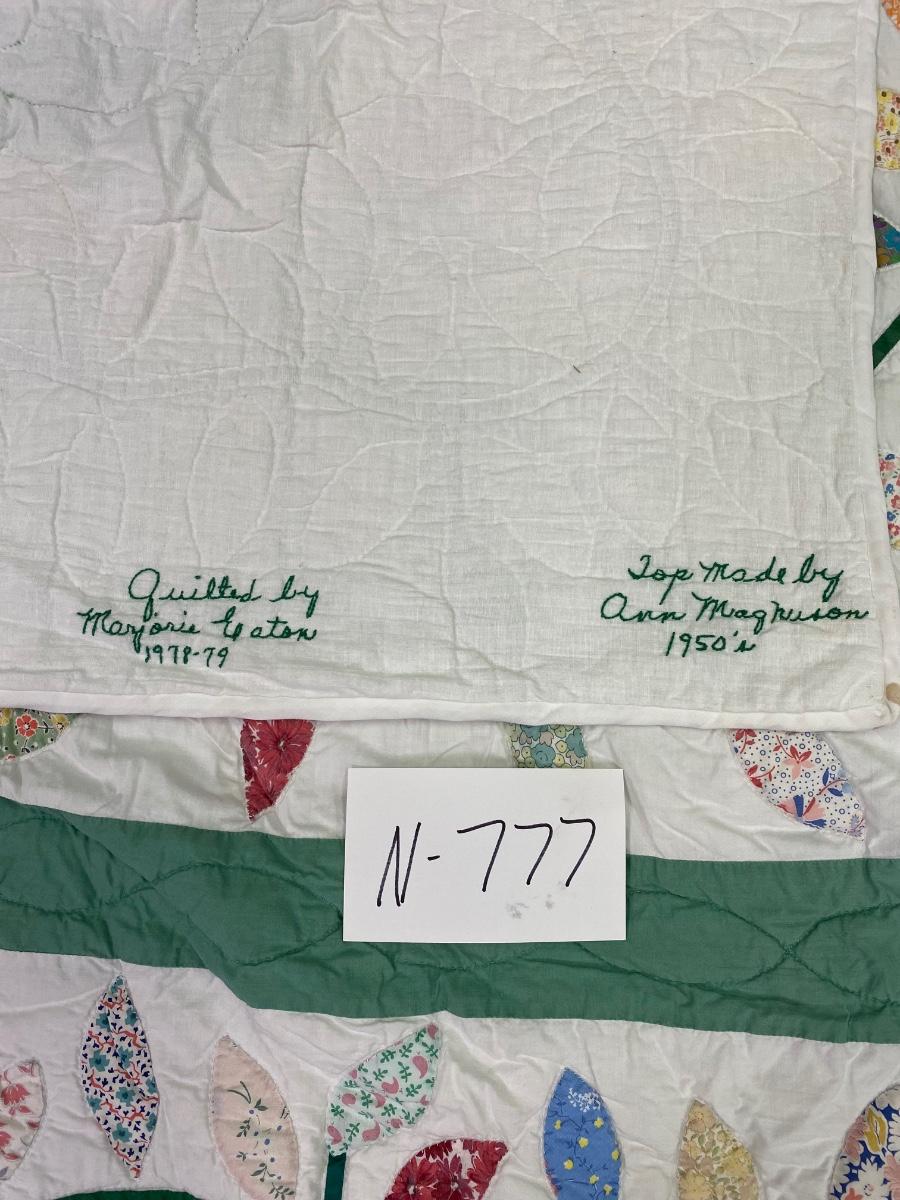 Quilted by
Marjorie Eaton
1978-79
Top Made by
Ann Magnuson
1950's
N-777